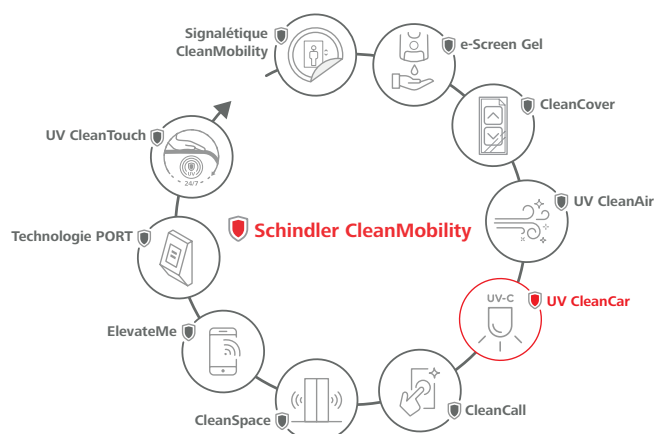 Signalétique
CleanMobility
e-Screen Gel
CleanCover
UV CleanTouch
UV
24/7
UV CleanAir
Technologie PORT
Schindler CleanMobility
UV-C
UV CleanCar
ElevateMe
CleanCall
CleanSpace